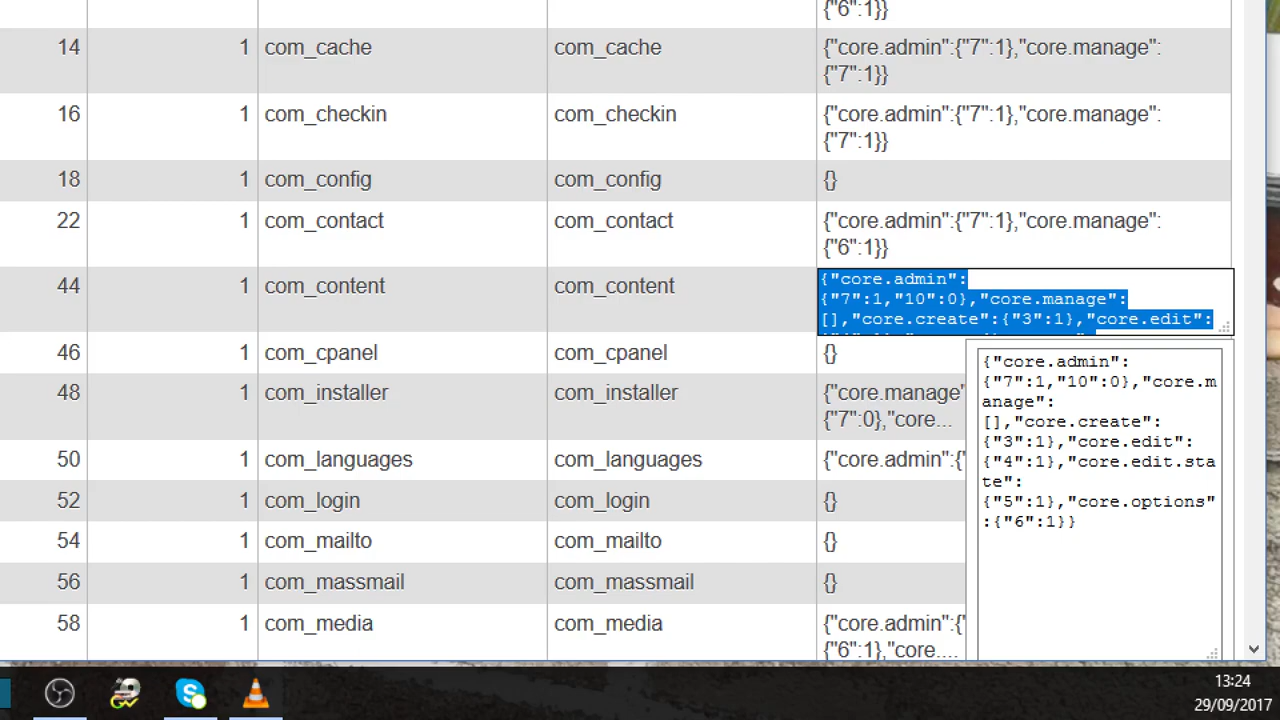 {"6":1}}
14 1 com_cache com_cache {"core.admin":{"7":1},"core.manage":
{"7":1}}
16 1 com_checkin com_checkin {"core.admin":{"7":1},"core.manage":
{"7":1}}
18 1 com_config com_config {}
22 1 com_contact com_contact {"core.admin":{"7":1},"core.manage":
{"6":1}}
44 1 com_content com_content {"core.admin":
{"7":1,"10":0},"core.manage":
[],"core.create":{"3":1},"core.edit":
46 1 com_cpanel com_cpanel {}
48 1 com_installer com_installer {"core.manage"
{"7":0},"core...
50 1 com_languages com_languages {"core.admin":{"
52 1 com_login com_login {}
54 1 com_mailto com_mailto {}
56 1 com_massmail com_massmail {}
58 1 com_media com_media {"core.admin":{"
{"6":1},"core....
{"core.admin":
{"7":1,"10":0},"core.m
anage":
[],"core.create":
{"3":1},"core.edit":
{"4":1},"core.edit.sta
te":
{"5":1},"core.options"
:{"6":1}}
13:24
29/09/2017